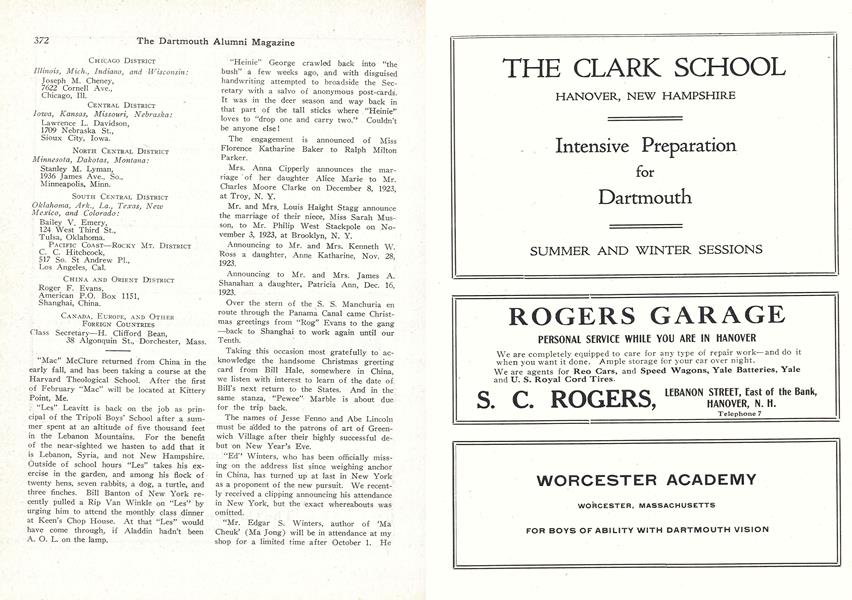 372 The Dartmouth Alumni Magazine
Chicago District
Illinois, Mich., Indiana, and Wisconsin:
Joseph M. Cheney,
7622 Cornell Ave.,
Chicago, Ill.
Central District
Iowa, Kansas, Missouri, Nebraska:
Lawrence L. Davidson,
1709 Nebraska St.,
Sioux City, Iowa.
North Central District
Minnesota, Dakotas, Montana:
Stanley M. Lyman,
1936 James Ave., So.,
Minneapolis, Minn.
South Central District
Oklahoma, Ark., La., Texas, New
Mexico, and Colorado:
Bailey V. Emery,
124 West Third St.,
Tulsa, Oklahoma.
Pacific Coast—Rocky Mt. District
C. C. Hitchcock,
517 So. St Andrew Pl.,
Los Angeles, Cal.
China and Orient District
Roger F. Evans,
American P.O. Box 1151,
Shanghai, China.
Canada, Europe, and Other
Foreign Countries
Class Secretary—H. Clifford Bean,
38 Algonquin St., Dorchester, Mass.
"Mac" McClure returned from China in the
early fall, and has been taking a course at the
Harvard Theological School. After the first
of February "Mac" will be located at Kittery
Point, Me.
"Les" Leavitt is back on the job as prin-
cipal of the Tripoli Boys' School after a sum-
mer spent at an altitude of five thousand feet
in the Lebanon Mountains. For the benefit
of the near-sighted we hasten to add that it
is Lebanon, Syria, and not New Hampshire.
Outside of school hours "Les" takes his ex-
ercise in the garden, and among his flock of
twenty hens, seven rabbits, a dog, a turtle, and
three finches. Bill Banton of New York re-
cently pulled a Rip Van Winkle on "Les" by
urging him to attend the monthly class dinner
at Keen's Chop House. At that "Les" would
have come through, if Aladdin hadn't been
A. O. L. on the lamp.
"Heinie" George crawled back into "the
bush" a few weeks ago, and with disguised
handwriting attempted to broadside the Sec-
retary with a salvo of anonymous post-cards.
It was in the deer season and way back in
that part of the tall sticks where "Heinie"
loves to "drop one and carry two." Couldn't
be anyone else!
The engagement is announced of Miss
Florence Katharine Baker to Ralph Milton
Parker.
Mrs. Anna Cipperly announces the mar-
riage of her daughter Alice Marie to Mr.
Charles Moore Clarke on December 8, 1923,
at Troy, N. Y.
Mr. and Mrs. Louis Haight Stagg announce
the marriage of their niece, Miss Sarah Mus-
son, to Mr. Philip West Stackpole on No-
vember 3, 1923, at Brooklyn, N. Y.
Announcing to Mr. and Mrs. Kenneth W.
Ross a daughter, Anne Katharine, Nov. 28,
1923.
Announcing to Mr. and Mrs. James A.
Shanahan a daughter, Patricia Ann, Dec. 16,
1923.
Over the stern of the S. S. Manchuria en
route through the Panama Canal came Christ-
mas greetings from "Rog" Evans to the gang
—back to Shanghai to work again until our
Tenth.
Taking this occasion most gratefully to ac-
knowledge the handsome Christmas greeting
card from Bill Hale, somewhere in China,
we listen with interest to learn of the date of
Bill's next return to the States. And in the
same stanza, "Peewee" Marble is about due
for the trip back.
The names of Jesse Fenno and Abe Lincoln
must be added to the patrons of art of Green-
wich Village after their highly successful de-
but on New Year's Eve.
"Ed" Winters, who has been officially miss-
ing on the address list since weighing anchor
in China, has turned up at last in New York
as a proponent of the new pursuit. We recent-
ly received a clipping announcing his attendance
in New York, but the exact whereabouts was
omitted.
"Mr. Edgar S. Winters, author of 'Ma
Cheuk' (Ma Jong) will be in attendance at my
shop for a limited time after October 1. He
THE CLARK SCHOOL
HANOVER, NEW HAMPSHIRE
Intensive Preparation
for
Dartmouth
SUMMER AND WINTER SESSIONS
ROGERS GARAGE
PERSONAL SERVICE WHILE YOU ARE IN HANOVER
We are completely equipped to care for any type of repair work—and do it
when you want it done. Ample storage for your car over night.
We are agents for Reo Cars, and Speed Wagons, Yale Batteries, Yale
and U. S. Royal Cord Tires.
S. C. ROGERS, LEBANON STREET, East of the Bank,
HANOVER, N. H.
Telephone 7
WORCESTER ACADEMY
WORCESTER, MASSACHUSETTS
FOR BOYS OF ABILITY WITH DARTMOUTH VISION